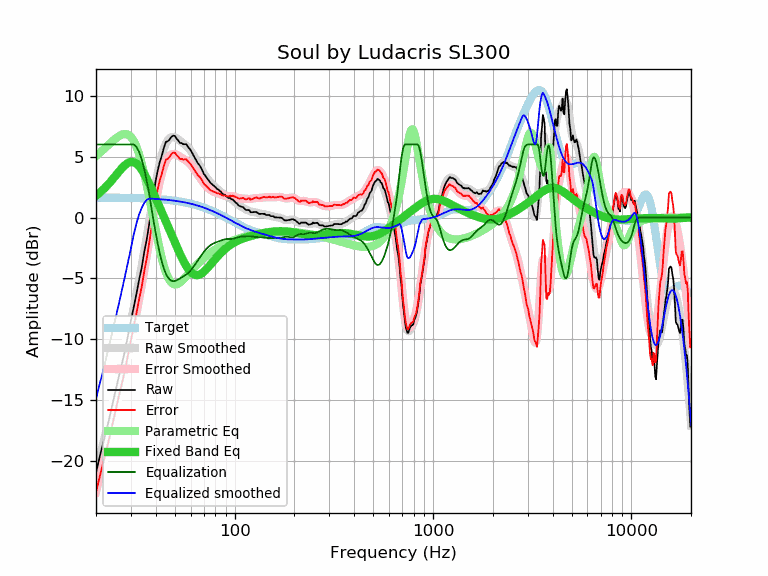 Soul by Ludacris SL300
Amplitude (dBr)
10
5
0
−5
−10
−15
−20
Target
Raw Smoothed
Error Smoothed
Raw
Error
Parametric Eq
Fixed Band Eq
Equalization
Equalized smoothed
100
1000
10000
Frequency (Hz)